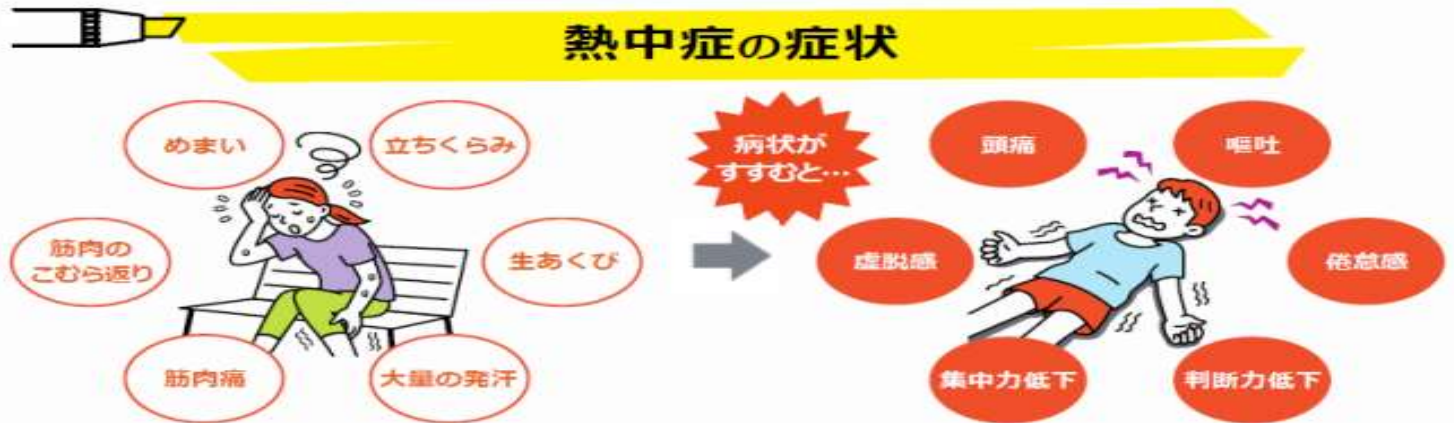 熱中症の症状
めまい
立ちくらみ
筋肉の
こむら返り
生あくび
筋肉痛
大量の発汗
病状が
すすむと…
頭痛
嘔吐
虚脱感
倦怠感
集中力低下
判断力低下